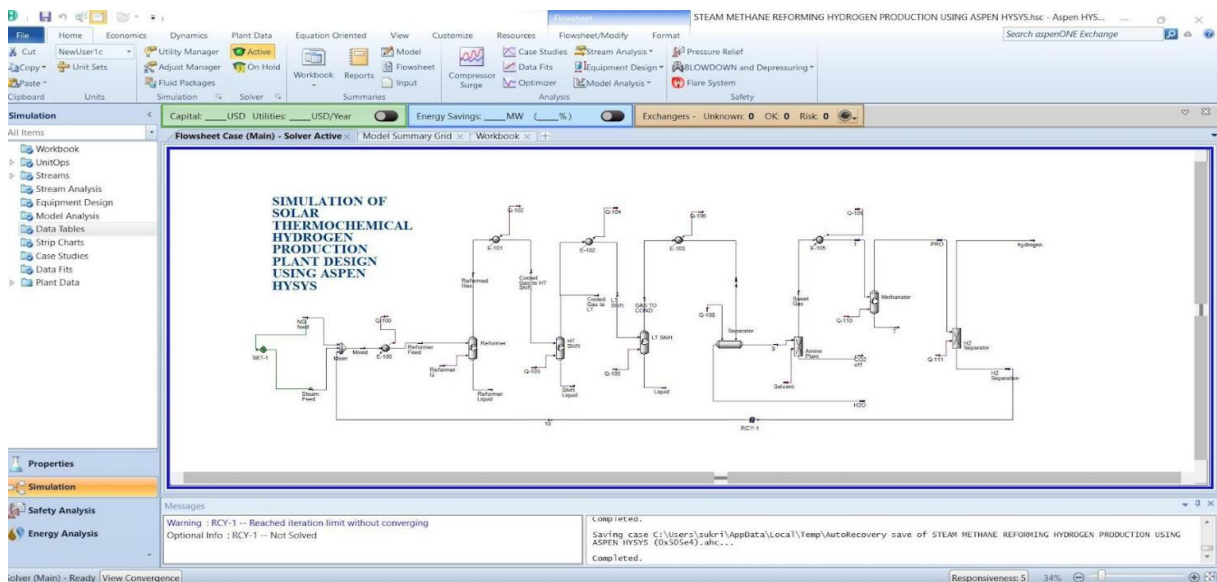 Flowsheet
STEAM METHANE REFORMING HYDROGEN PRODUCTION USING ASPEN HYSYS.hsc - Aspen HYS...
File Home Economics Dynamics Plant Data Equation Oriented View Customize Resources Flowsheet/Modify Format
Search aspenONE Exchange
Cut NewUser1c Utility Manager Active Model Case Studies Stream Analysis Pressure Relief
Copy Unit Sets Adjust Manager On Hold Workbook Reports Flowsheet Compressor Surge Data Fits Equipment Design BLOWDOWN and Depressuring
Paste Fluid Packages Input Optimizer Model Analysis Flare System
Clipboard Units Simulation Solver Summaries Analysis Safety
Simulation
Capital: ____USD Utilities: ____USD/Year
Energy Savings: ____MW (____%)
Exchangers - Unknown: 0 OK: 0 Risk: 0
All Items
Flowsheet Case (Main) - Solver Active Model Summary Grid Workbook +
Workbook
UnitOps
Streams
Stream Analysis
Equipment Design
Model Analysis
Data Tables
Strip Charts
Case Studies
Data Fits
Plant Data
SIMULATION OF
SOLAR
THERMOCHEMICAL
HYDROGEN
PRODUCTION
PLANT DESIGN
USING ASPEN
HYSYS
Q-102
Q-104
E-101
E-102
E-103
E-105
PRO
hydrogen
Reformed
Gas
Cooled
Gas to HT
Shift
Cooled
Gas to
LT
LT
Shift
GAS TO
COND
Sweet
Gas
Methanator
NG
feed
Q-100
SET-1
Mixer
Mixed
E-100
Reformer
Feed
Reformer
HT
Shift
LT Shift
Q-108
Separator
9
Amine
Plant
Q-110
7
H2
Separator
Reformer
Q
Q-103
Q-105
CO2
off
Q-111
Steam
Feed
Reformer
Liquid
Shift
Liquid
Liquid
Solvent
H2
Separation
H2O
10
RCY-1
Properties
Simulation
Safety Analysis
Energy Analysis
Messages
Warning : RCY-1 -- Reached iteration limit without converging
Optional Info : RCY-1 -- Not Solved
Completed.
Saving case C:\Users\sukri\AppData\Local\Temp\AutoRecovery save of STEAM METHANE REFORMING HYDROGEN PRODUCTION USING
ASPEN HYSYS (0x505e4).ahc...
Completed.
Solver (Main) - Ready View Convergence
Responsiveness: 5 34%